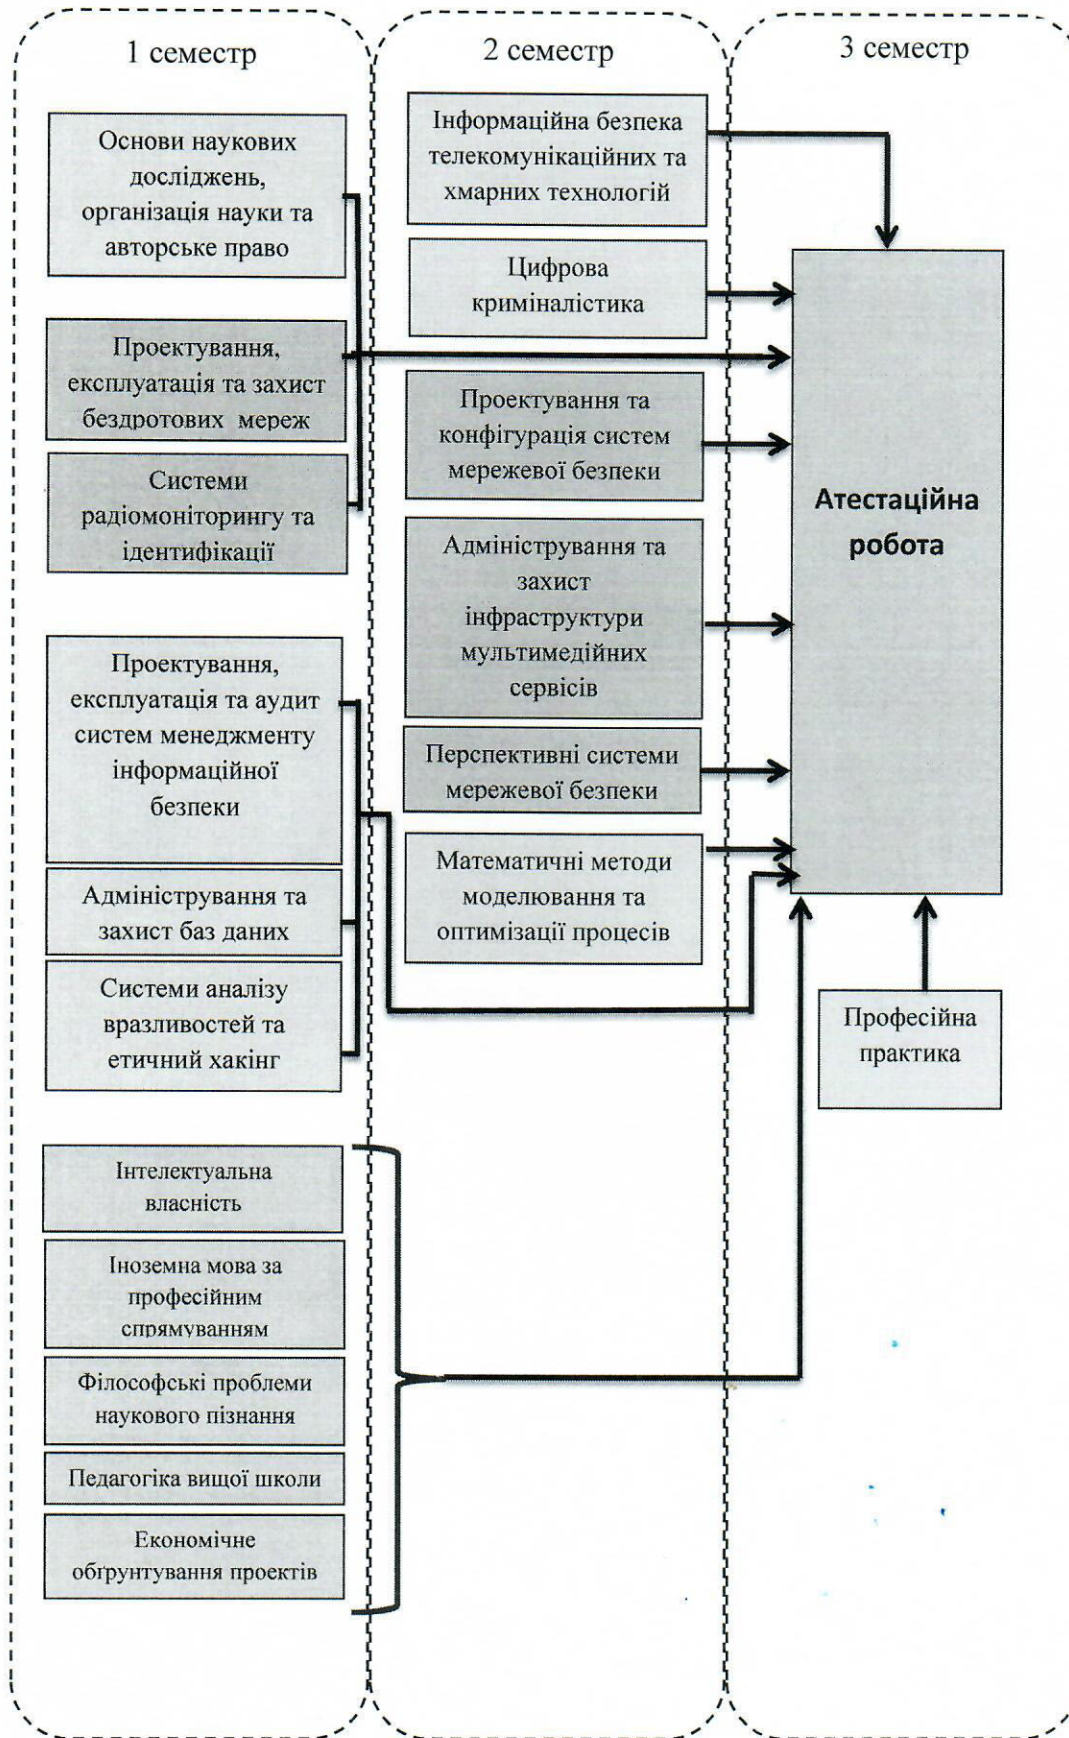 1 семестр
Основи наукових
досліджень,
організація науки та
авторське право
Проектування,
експлуатація та захист
бездротових мереж
Системи
радіомоніторингу та
ідентифікації
Проектування,
експлуатація та аудит
систем менеджменту
інформаційної
безпеки
Адміністрування та
захист баз даних
Системи аналізу
вразливостей та
етичний хакінг
Інтелектуальна
власність
Іноземна мова за
професійним
спрямуванням
Філософські проблеми
наукового пізнання
Педагогіка вищої школи
Економічне
обґрунтування проектів
2 семестр
Інформаційна безпека
телекомунікаційних та
хмарних технологій
Цифрова
криміналістика
Проектування та
конфігурація систем
мережевої безпеки
Адміністрування та
захист
інфраструктури
мультимедійних
сервісів
Перспективні системи
мережевої безпеки
Математичні методи
моделювання та
оптимізації процесів
3 семестр
Атестаційна
робота
Професійна
практика